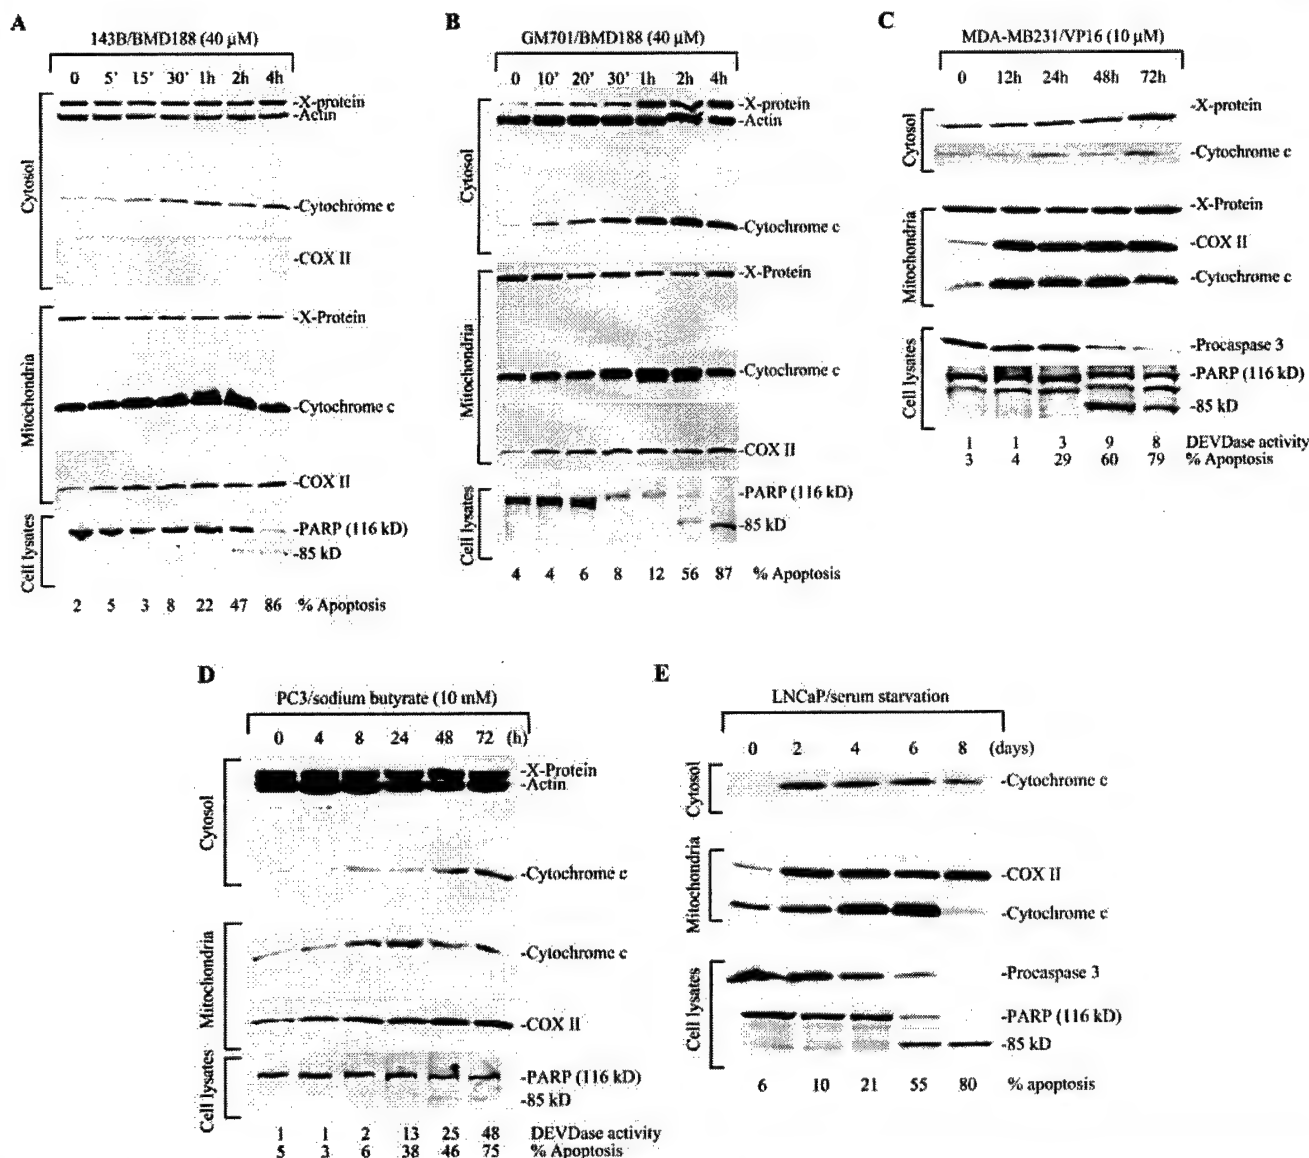 A
143B/BMD188 (40 µM)
0 5' 15' 30' 1h 2h 4h
Cytosol
-X-protein
-Actin
-Cytochrome c
-COX II
Mitochondria
-X-Protein
-Cytochrome c
-COX II
Cell lysates
-PARP (116 kD)
-85 kD
2 5 3 8 22 47 86 % Apoptosis
B
GM701/BMD188 (40 µM)
0 10' 20' 30' 1h 2h 4h
Cytosol
-X-protein
-Actin
-Cytochrome c
Mitochondria
-X-Protein
-Cytochrome c
-COX II
Cell lysates
-PARP (116 kD)
-85 kD
4 4 6 8 12 56 87 % Apoptosis
C
MDA-MB231/VP16 (10 µM)
0 12h 24h 48h 72h
Cytosol
-X-protein
-Cytochrome c
Mitochondria
-X-Protein
-COX II
-Cytochrome c
Cell lysates
-Procaspase 3
-PARP (116 kD)
-85 kD
1 1 3 9 8 DEVDase activity
3 4 29 60 79 % Apoptosis
D
PC3/sodium butyrate (10 mM)
0 4 8 24 48 72 (h)
Cytosol
-X-Protein
-Actin
-Cytochrome c
Mitochondria
-Cytochrome c
-COX II
Cell lysates
-PARP (116 kD)
-85 kD
1 1 2 13 25 48 DEVDase activity
5 3 6 38 46 75 % Apoptosis
E
LNCaP/serum starvation
0 2 4 6 8 (days)
Cytosol
-Cytochrome c
Mitochondria
-COX II
-Cytochrome c
Cell lysates
-Procaspase 3
-PARP (116 kD)
-85 kD
6 10 21 55 80 % apoptosis